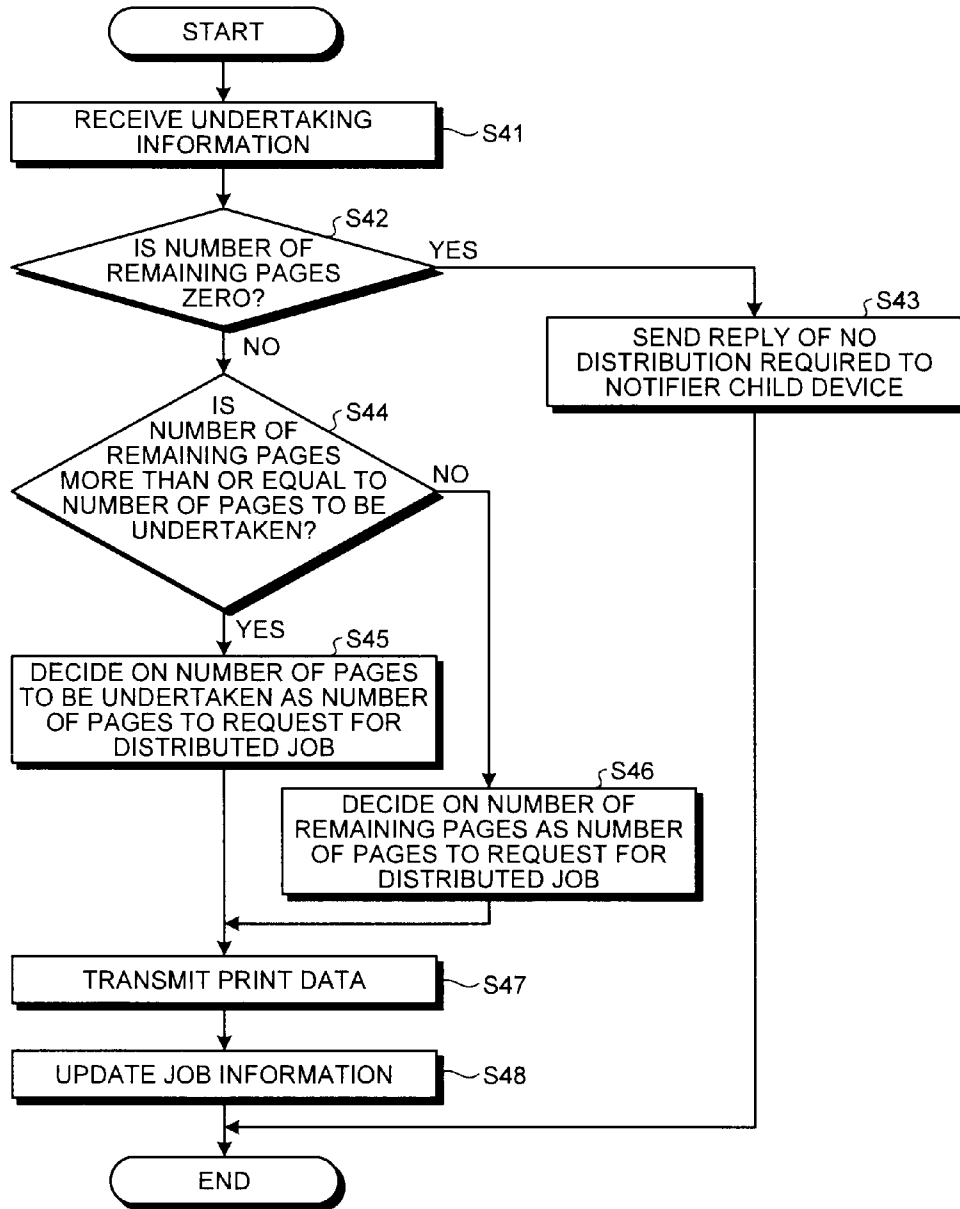 START
RECEIVE UNDERTAKING
INFORMATION
S41
S42
IS NUMBER OF
REMAINING PAGES
ZERO?
YES
NO
S43
SEND REPLY OF NO
DISTRIBUTION REQUIRED TO
NOTIFIER CHILD DEVICE
S44
IS
NUMBER OF
REMAINING PAGES
MORE THAN OR EQUAL TO
NUMBER OF PAGES TO BE
UNDERTAKEN?
NO
YES
S45
DECIDE ON NUMBER OF PAGES
TO BE UNDERTAKEN AS NUMBER
OF PAGES TO REQUEST FOR
DISTRIBUTED JOB
S46
DECIDE ON NUMBER OF
REMAINING PAGES AS NUMBER
OF PAGES TO REQUEST FOR
DISTRIBUTED JOB
TRANSMIT PRINT DATA
S47
UPDATE JOB INFORMATION
S48
END